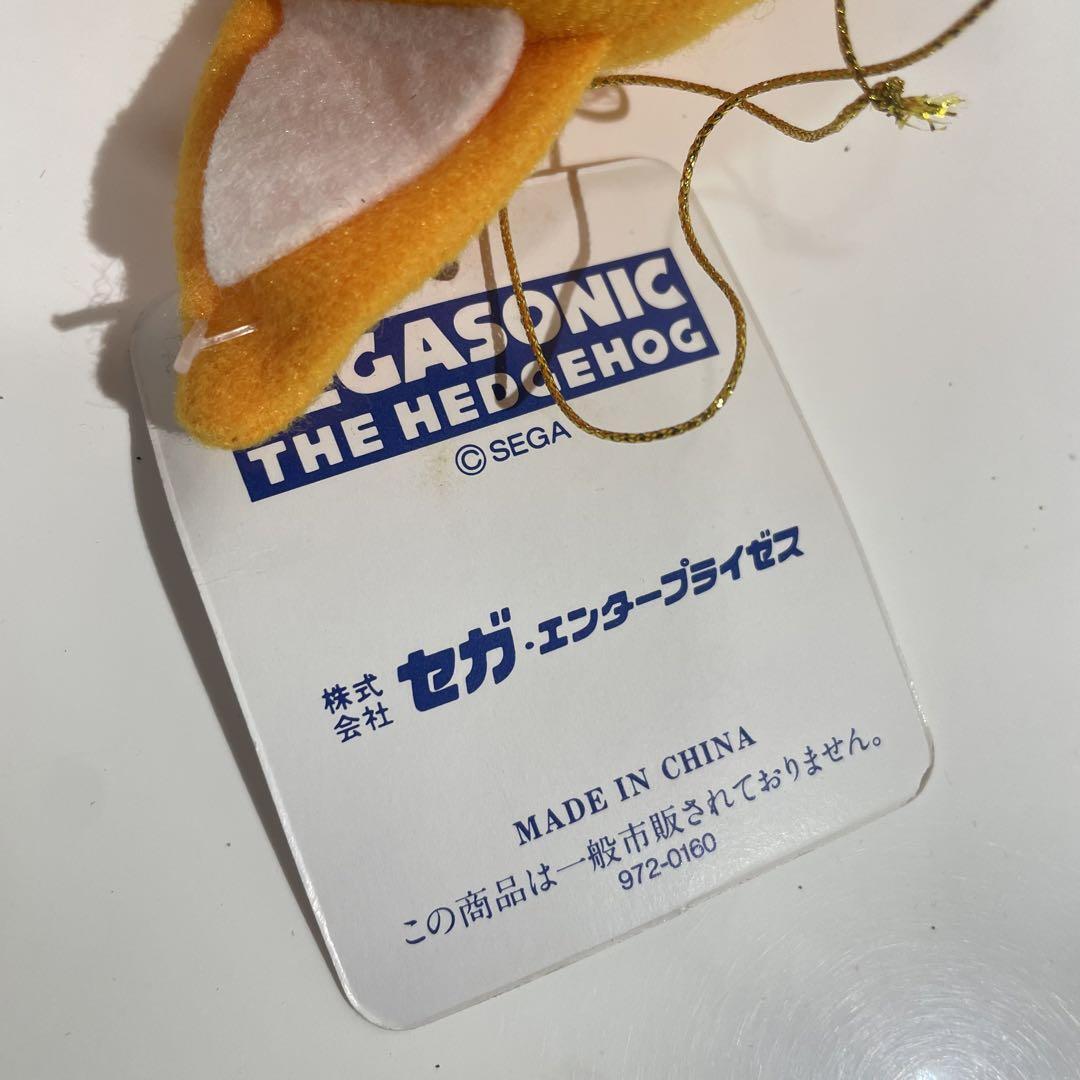 EGASONIC
THE HEDGEHOG
© SEGA
株式会社 セガ・エンタープライゼス
MADE IN CHINA
この商品は一般市販されておりません。
972-0160